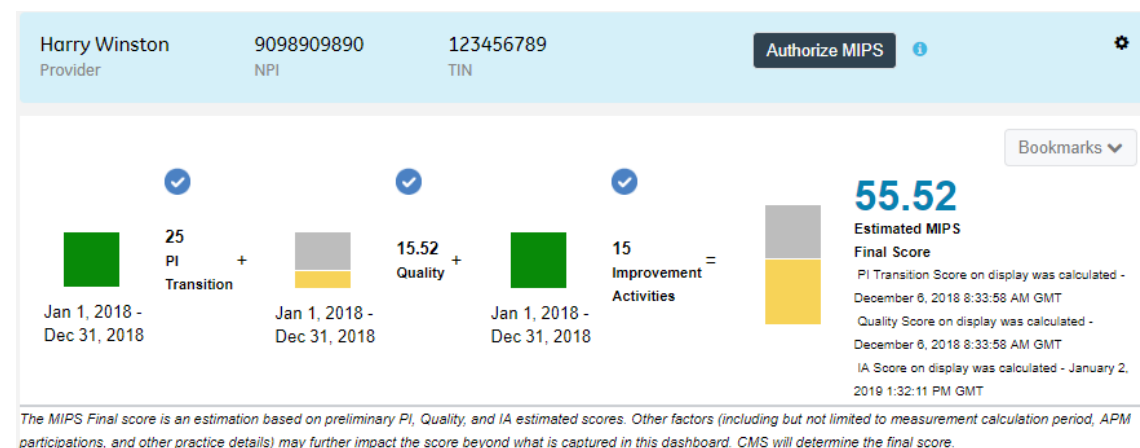 Harry Winston 9098909890 123456789 Authorize MIPS
Provider NPI TIN
Bookmarks
25
PI
Transition
+
Jan 1, 2018 -
Dec 31, 2018
15.52
Quality
+
Jan 1, 2018 -
Dec 31, 2018
15
Improvement
Activities
=
Jan 1, 2018 -
Dec 31, 2018
55.52
Estimated MIPS
Final Score
PI Transition Score on display was calculated -
December 6, 2018 8:33:58 AM GMT
Quality Score on display was calculated -
December 6, 2018 8:33:58 AM GMT
IA Score on display was calculated - January 2,
2019 1:32:11 PM GMT
The MIPS Final score is an estimation based on preliminary PI, Quality, and IA estimated scores. Other factors (including but not limited to measurement calculation period, APM
participations, and other practice details) may further impact the score beyond what is captured in this dashboard. CMS will determine the final score.